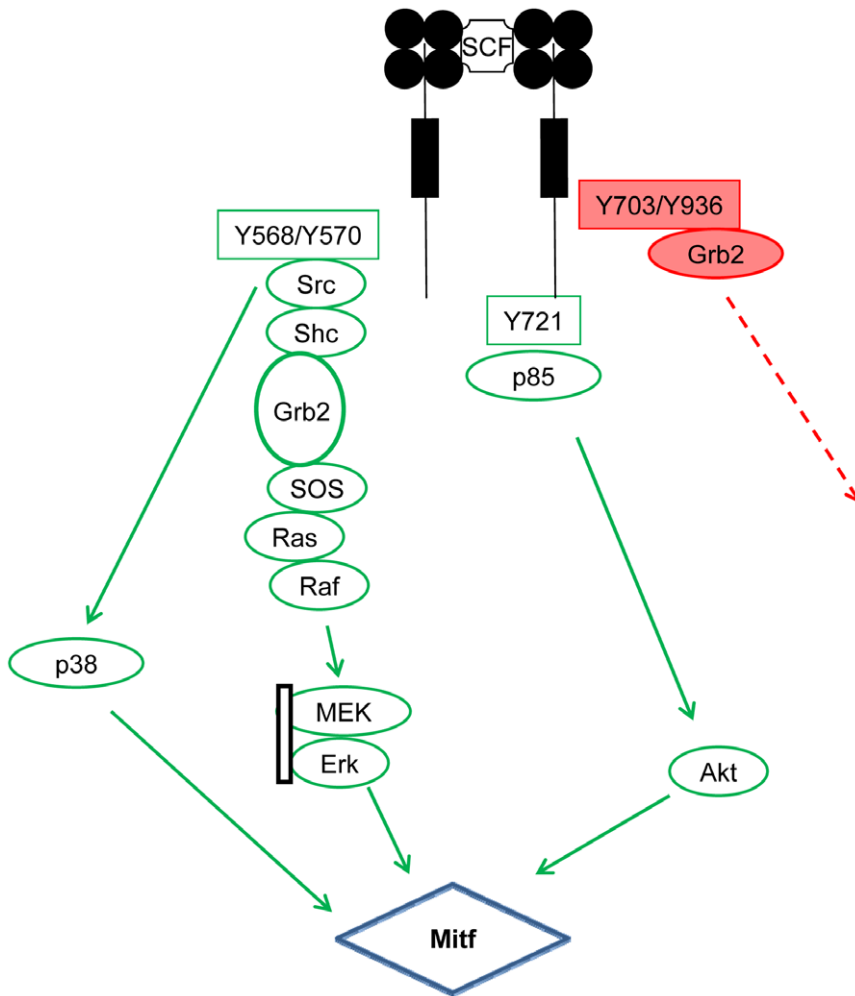 SCF
Y703/Y936
Grb2
Y568/Y570
Src
Shc
Grb2
SOS
Ras
Raf
Y721
p85
p38
MEK
Erk
Akt
Mitf